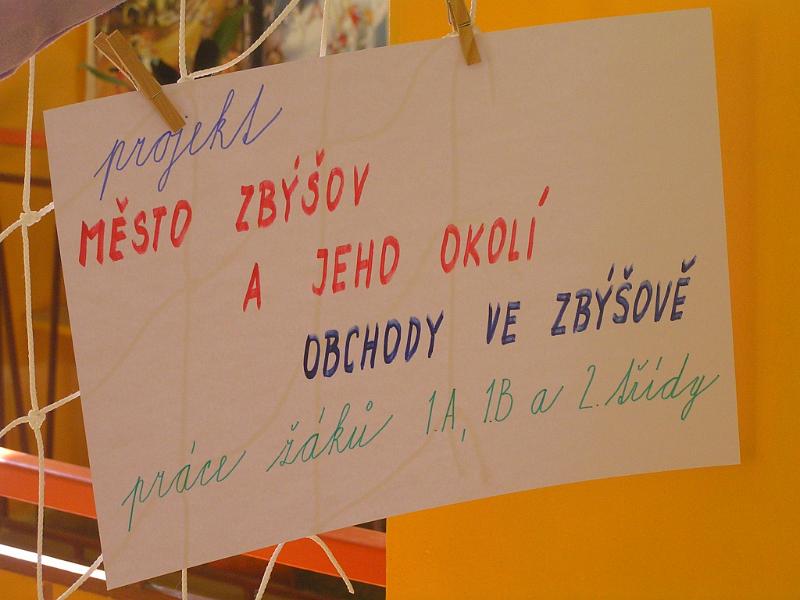 projekt
MĚSTO ZBÝŠOV
A JEHO OKOLÍ
OBCHODY VE ZBÝŠOVĚ
práce žáků 1.A, 1.B a 2. třídy